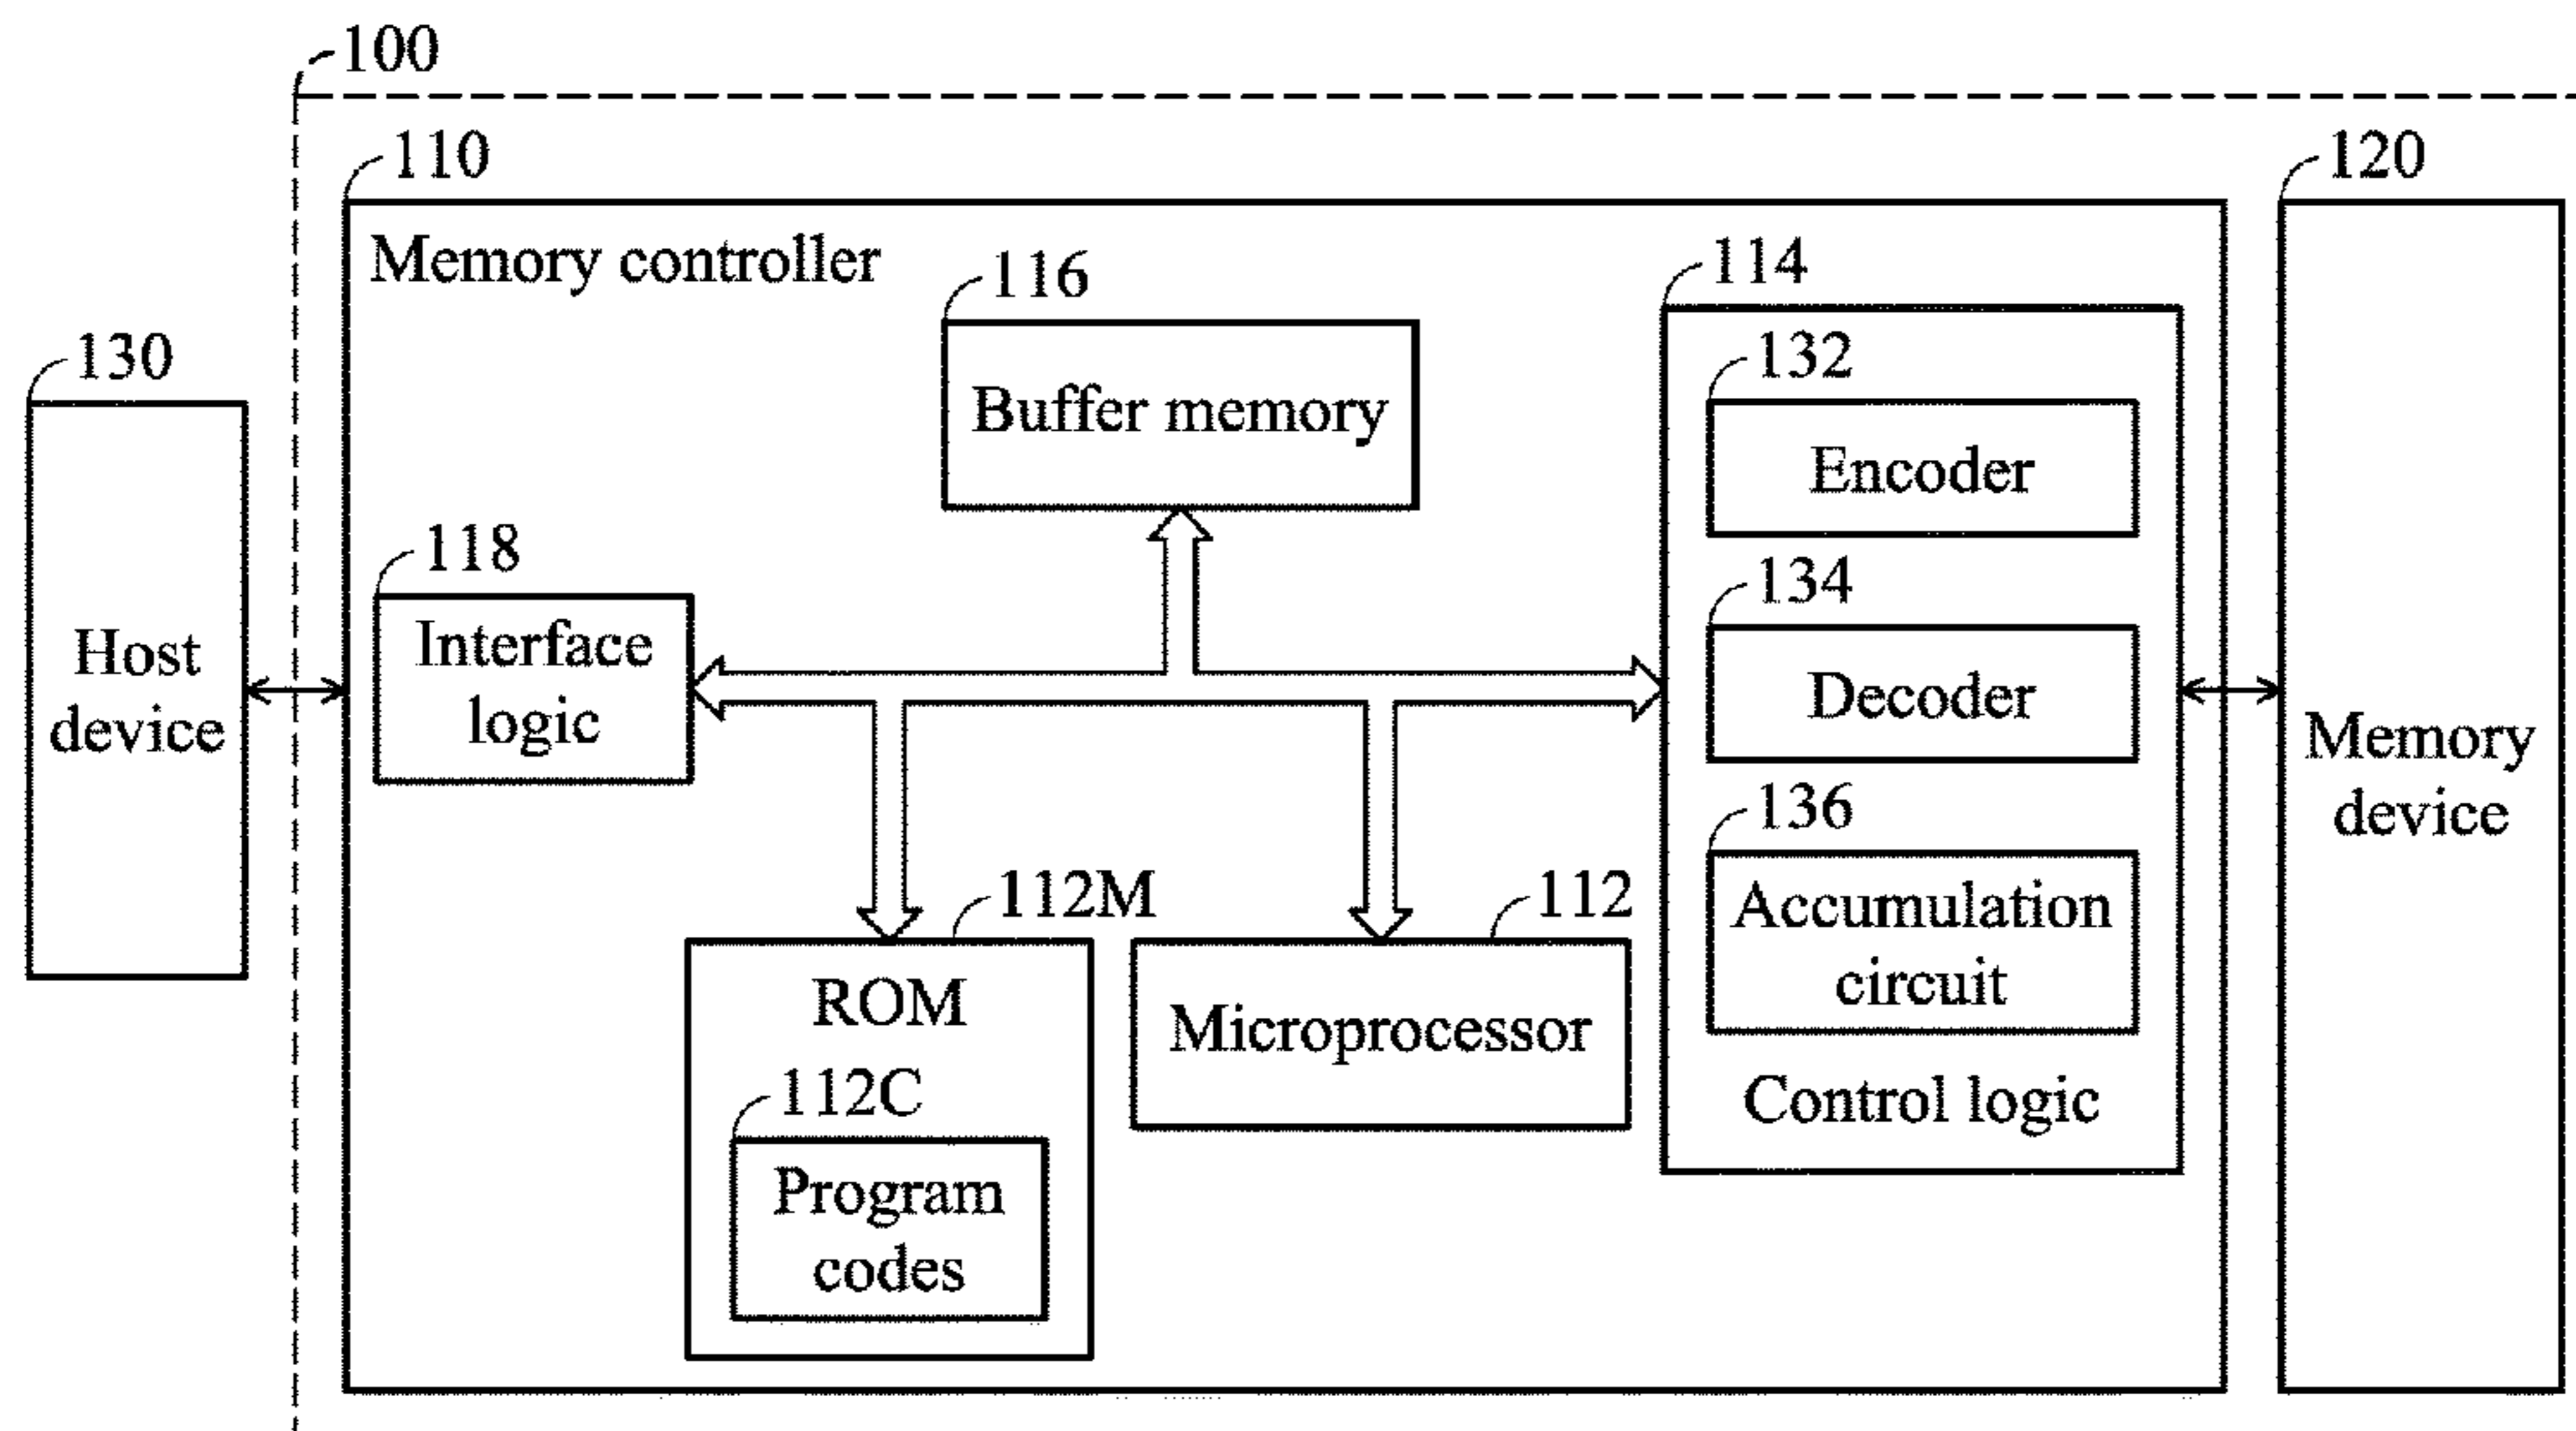 100
110
120
Memory controller
116
114
130
132
Buffer memory
Encoder
118
134
Host
device
Interface
logic
Decoder
Memory
device
136
112M
112
Accumulation
circuit
ROM
Microprocessor
112C
Control logic
Program
codes